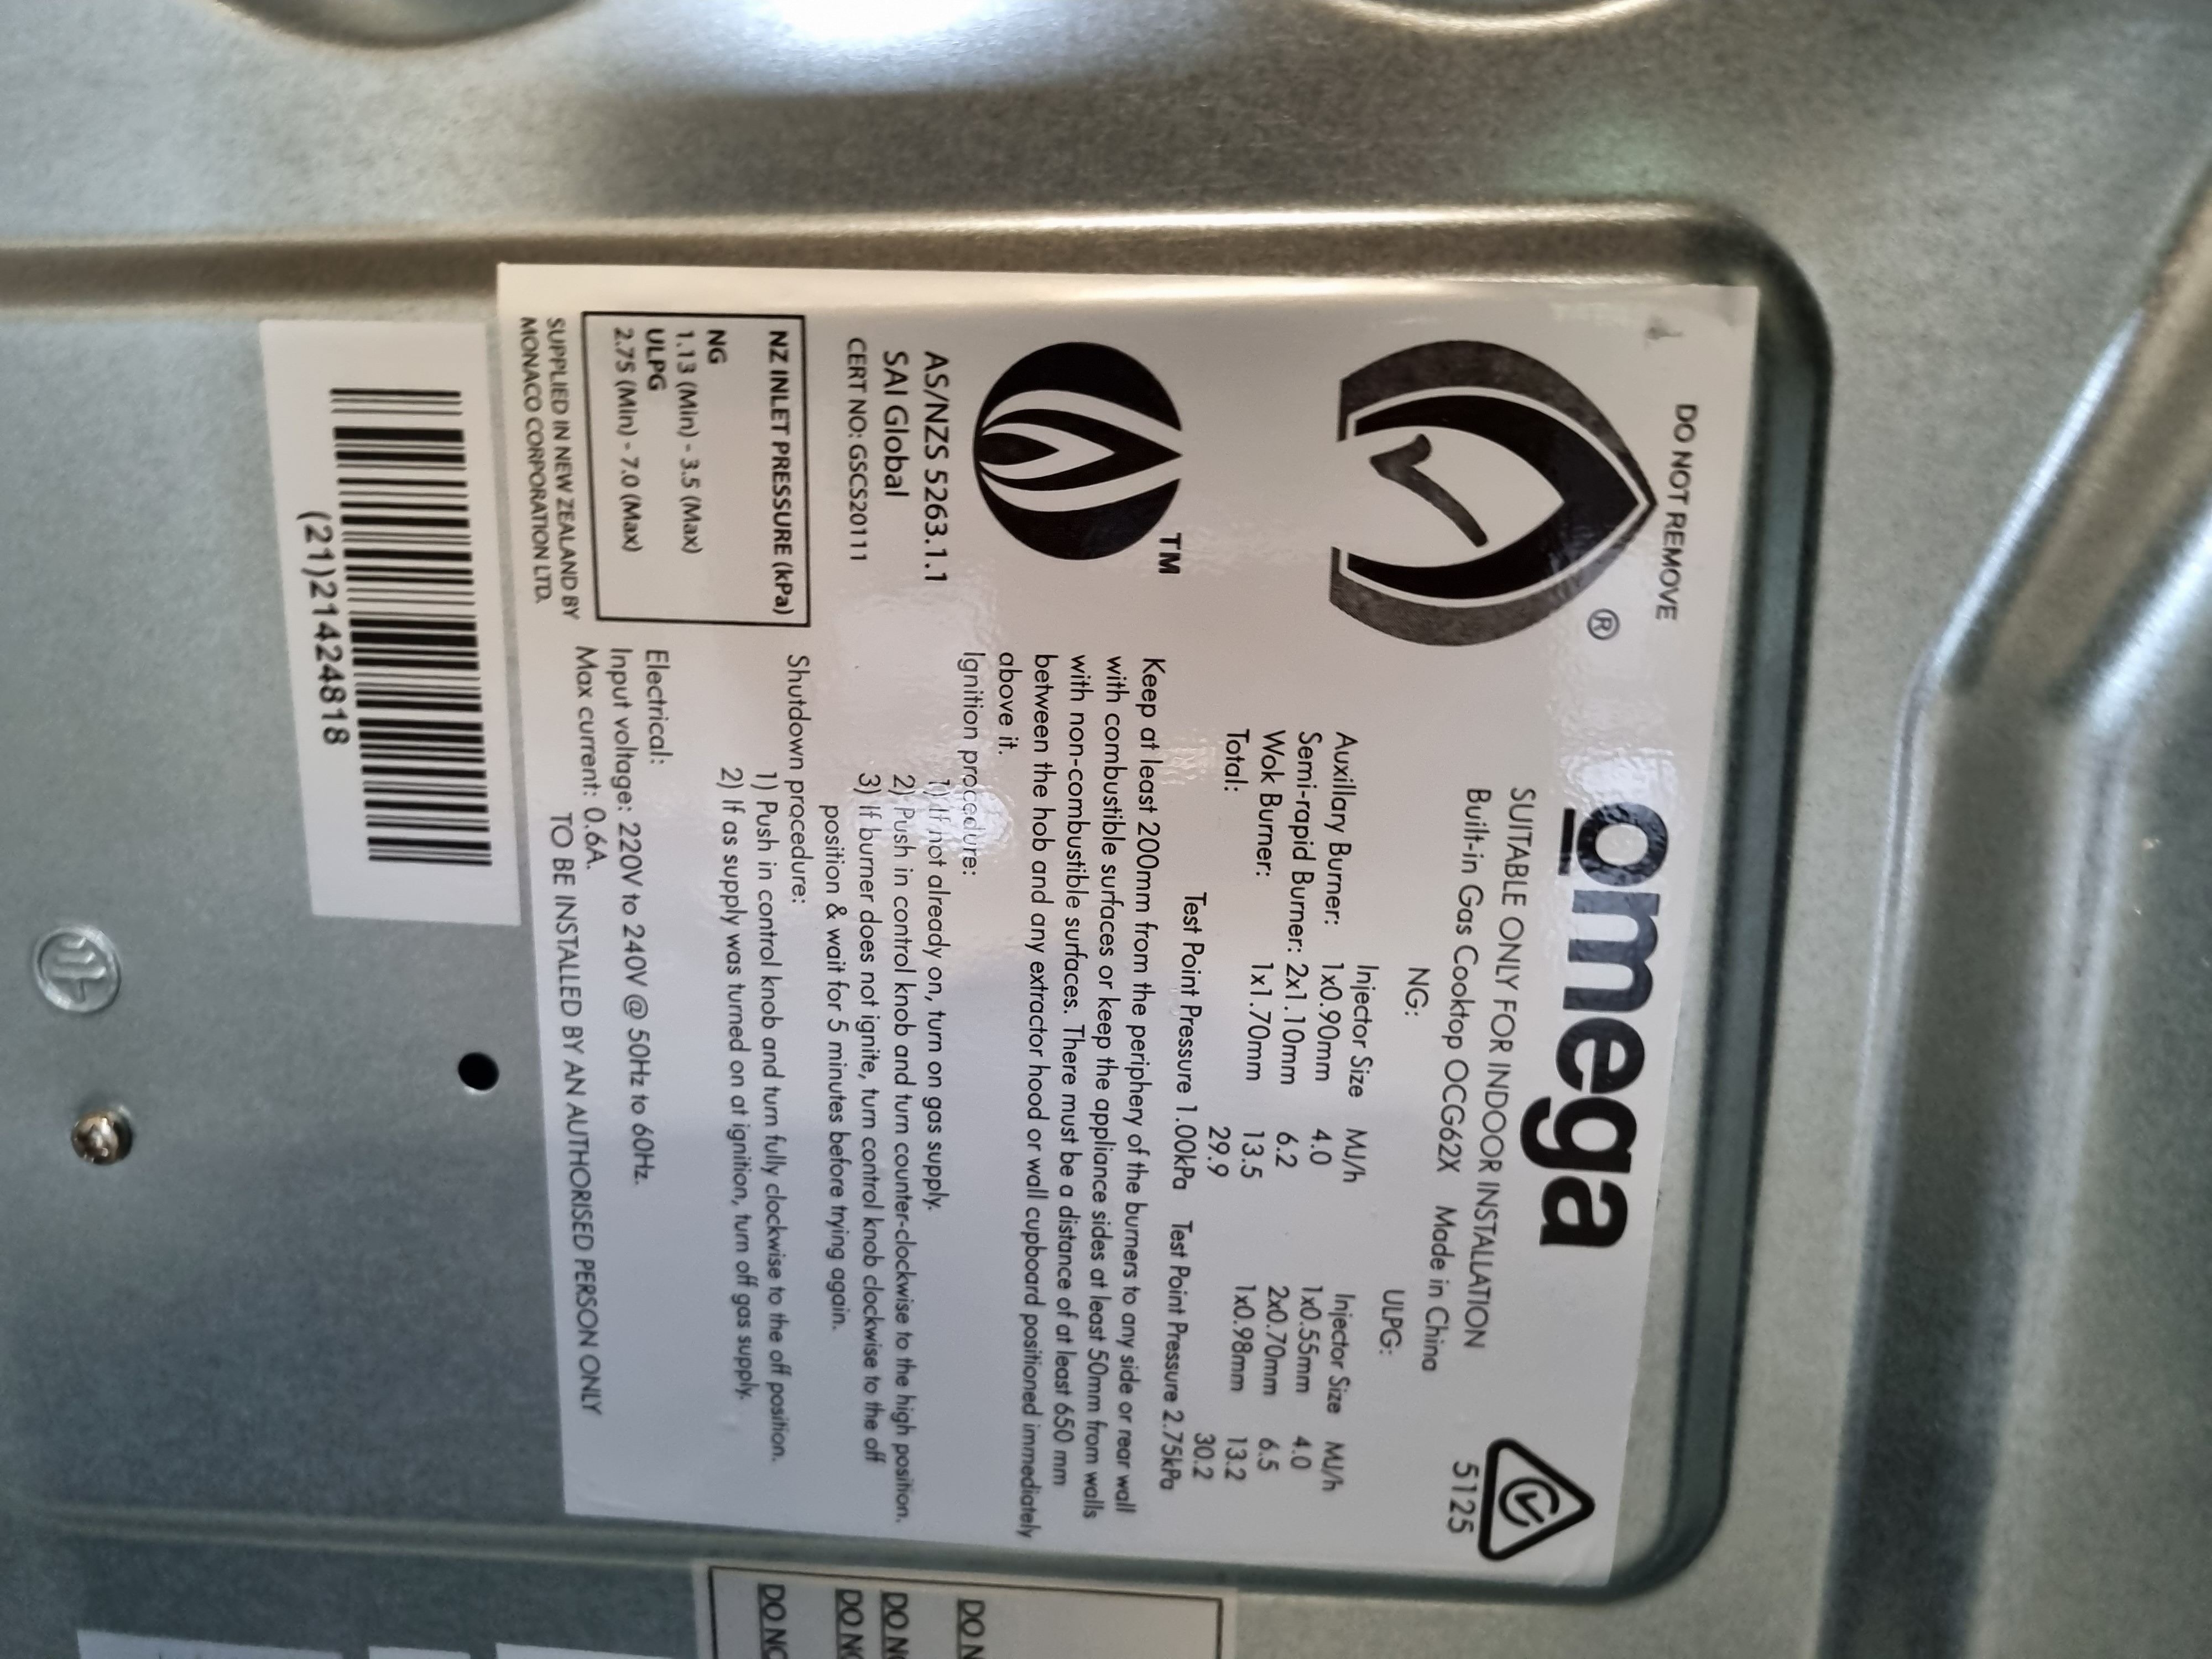 DO NOT REMOVE
®
omega
SUITABLE ONLY FOR INDOOR INSTALLATION
Built-in Gas Cooktop OCG62X Made in China
5125
NG: ULPG:
Injector Size MJ/h Injector Size MJ/h
Auxillary Burner: 1x0.90mm 4.0 1x0.55mm 4.0
Semi-rapid Burner: 2x1.10mm 6.2 2x0.70mm 6.5
Wok Burner: 1x1.70mm 13.5 1x0.98mm 13.2
Total: 29.9 30.2
Test Point Pressure 1.00kPa Test Point Pressure 2.75kPa
TM
AS/NZS 5263.1.1
SAI Global
CERT NO: GSCS20111
NZ INLET PRESSURE (kPa)
NG
1.13 (Min) - 3.5 (Max)
ULPG
2.75 (Min) - 7.0 (Max)
SUPPLIED IN NEW ZEALAND BY
MONACO CORPORATION LTD.
Keep at least 200mm from the periphery of the burners to any side or rear wall
with combustible surfaces or keep the appliance sides at least 50mm from walls
with non-combustible surfaces. There must be a distance of at least 650 mm
between the hob and any extractor hood or wall cupboard positioned immediately
above it.
Ignition procedure:
1) If not already on, turn on gas supply.
2) Push in control knob and turn counter-clockwise to the high position.
3) If burner does not ignite, turn control knob clockwise to the off
position & wait for 5 minutes before trying again.
Shutdown procedure:
1) Push in control knob and turn fully clockwise to the off position.
2) If as supply was turned on at ignition, turn off gas supply.
Electrical:
Input voltage: 220V to 240V @ 50Hz to 60Hz.
Max current: 0.6A.
TO BE INSTALLED BY AN AUTHORISED PERSON ONLY
(21)21424818
DO N
DO NO
DO NO
DO NO